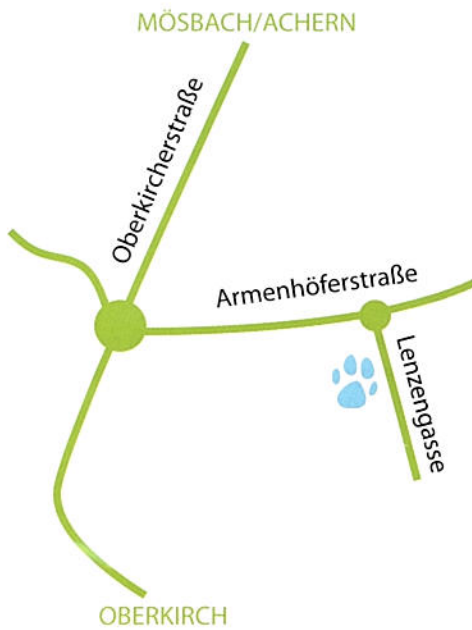 MÖSBACH/ACHERN
Oberkircherstraße
Armenhöferstraße
Lenzengasse
OBERKIRCH